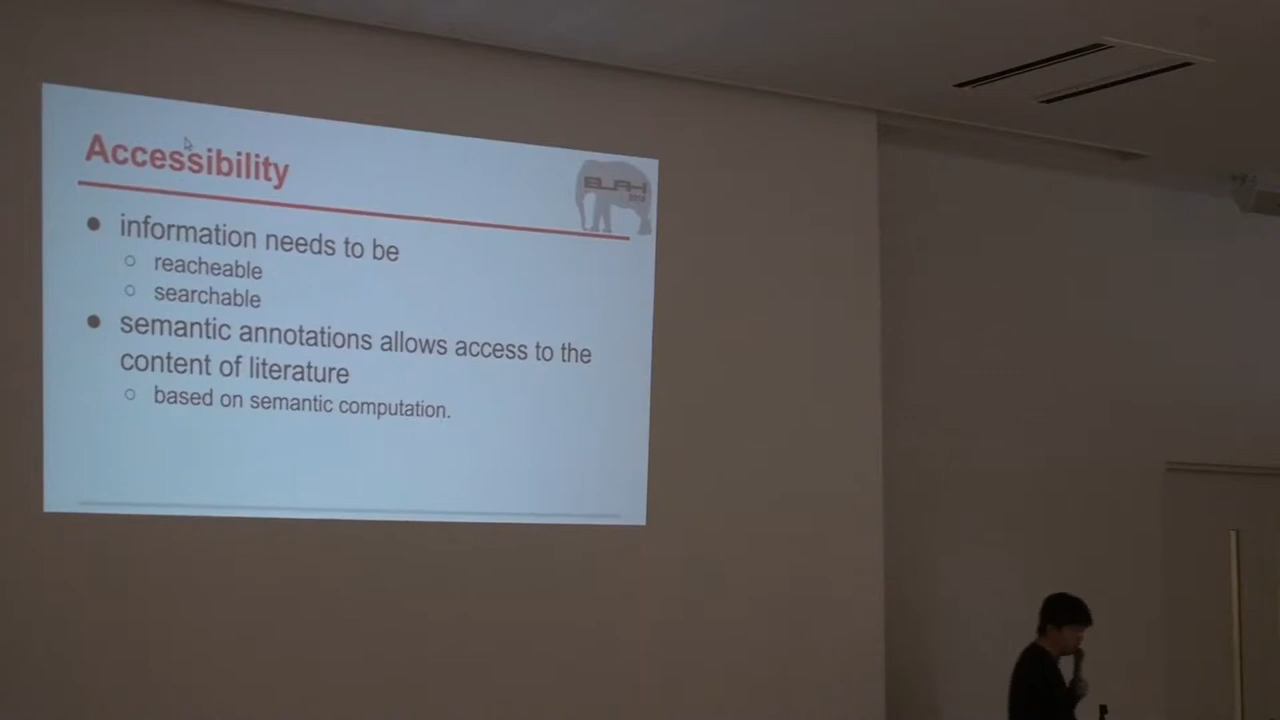 Accessibility
BLAH
● information needs to be
○ reacheable
○ searchable
● semantic annotations allows access to the
content of literature
○ based on semantic computation.